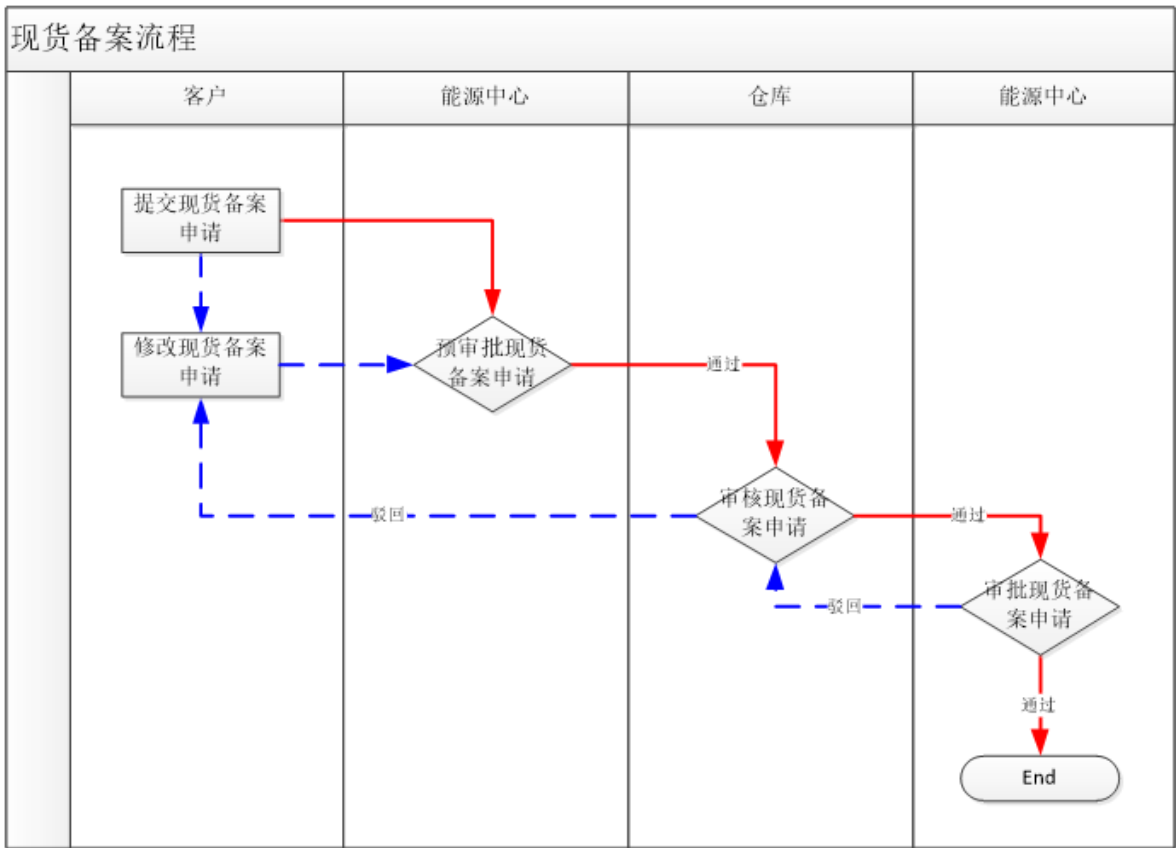 现货备案流程
客户
能源中心
仓库
能源中心
提交现货备案
申请
修改现货备案
申请
预审批现货
备案申请
通过
审核现货备
案申请
驳回
通过
审批现货备
案申请
驳回
通过
End